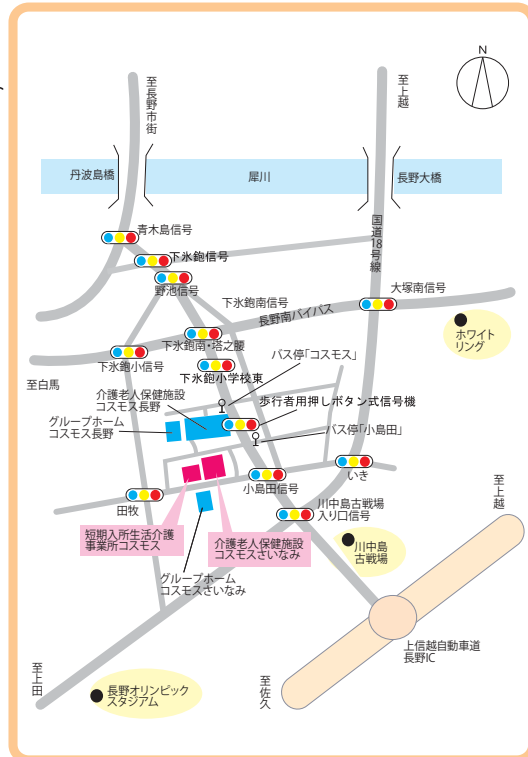 N
至長野市街
至上越
丹波島橋
犀川
長野大橋
青木島信号
国道18号線
下氷鉋信号
野池信号
下氷鉋南信号
大塚南信号
長野南バイパス
ホワイト
リング
下氷鉋南・塔之腰
バス停「コスモス」
下氷鉋小信号
下氷鉋小学校東
至白馬
介護老人保健施設
コスモス長野
歩行者用押しボタン式信号機
グループホーム
コスモス長野
バス停「小島田」
小島田信号
いき
田牧
川中島古戦場
入り口信号
至上越
短期入所生活介護
事業所コスモス
介護老人保健施設
コスモスさいなみ
川中島
古戦場
グループホーム
コスモスさいなみ
上信越自動車道
長野IC
至上田
至佐久
長野オリンピック
スタジアム